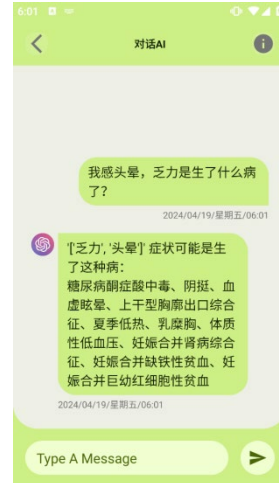 6:01
对话AI
我感头晕，乏力是生了什么病
了？
2024/04/19/星期五/06:01
'['乏力', '头晕']' 症状可能是生
了这种病：
糖尿病酮症酸中毒、阴挺、血
虚眩晕、上干型胸廓出口综合
征、夏季低热、乳糜胸、体质
性低血压、妊娠合并肾病综合
征、妊娠合并缺铁性贫血、妊
娠合并巨幼红细胞性贫血
2024/04/19/星期五/06:01
Type A Message